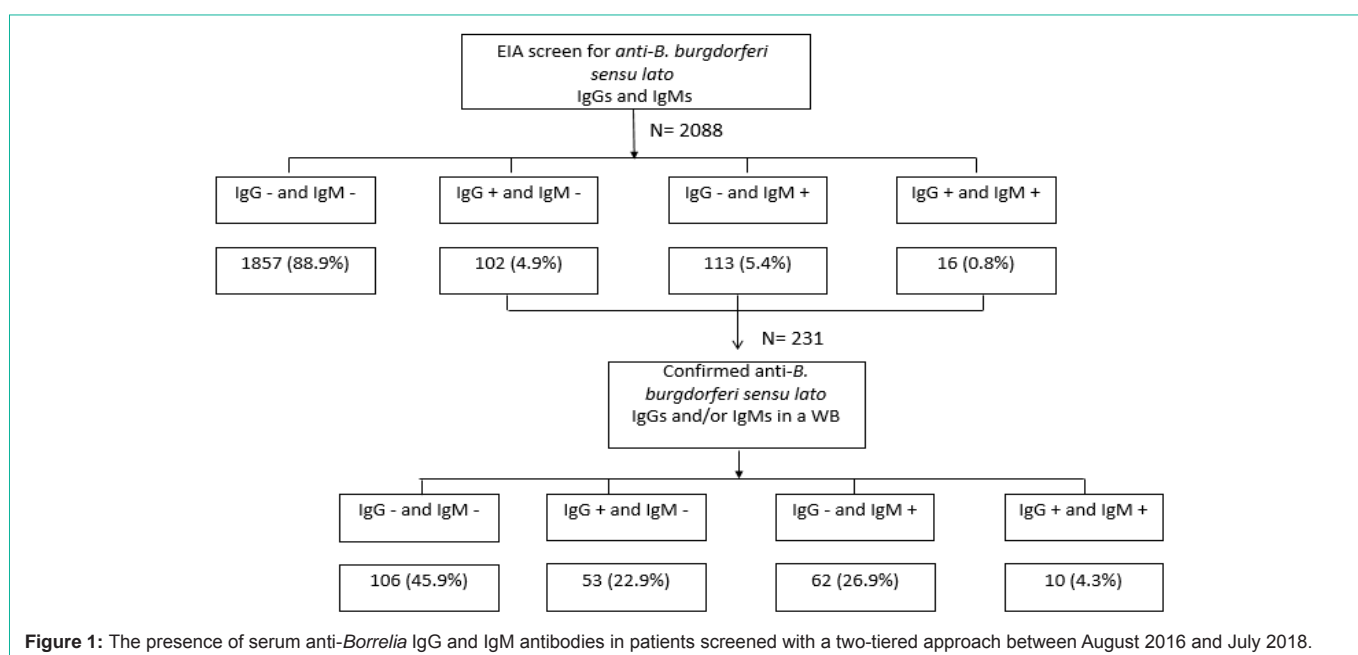 EIA screen for anti-B. burgdorferi
sensu lato
IgGs and IgMs
N= 2088
IgG - and IgM -
IgG + and IgM -
IgG - and IgM +
IgG + and IgM +
1857 (88.9%)
102 (4.9%)
113 (5.4%)
16 (0.8%)
N= 231
Confirmed anti-B.
burgdorferi sensu lato
IgGs and/or IgMs in a WB
IgG - and IgM -
IgG + and IgM -
IgG - and IgM +
IgG + and IgM +
106 (45.9%)
53 (22.9%)
62 (26.9%)
10 (4.3%)
Figure 1: The presence of serum anti-Borrelia IgG and IgM antibodies in patients screened with a two-tiered approach between August 2016 and July 2018.